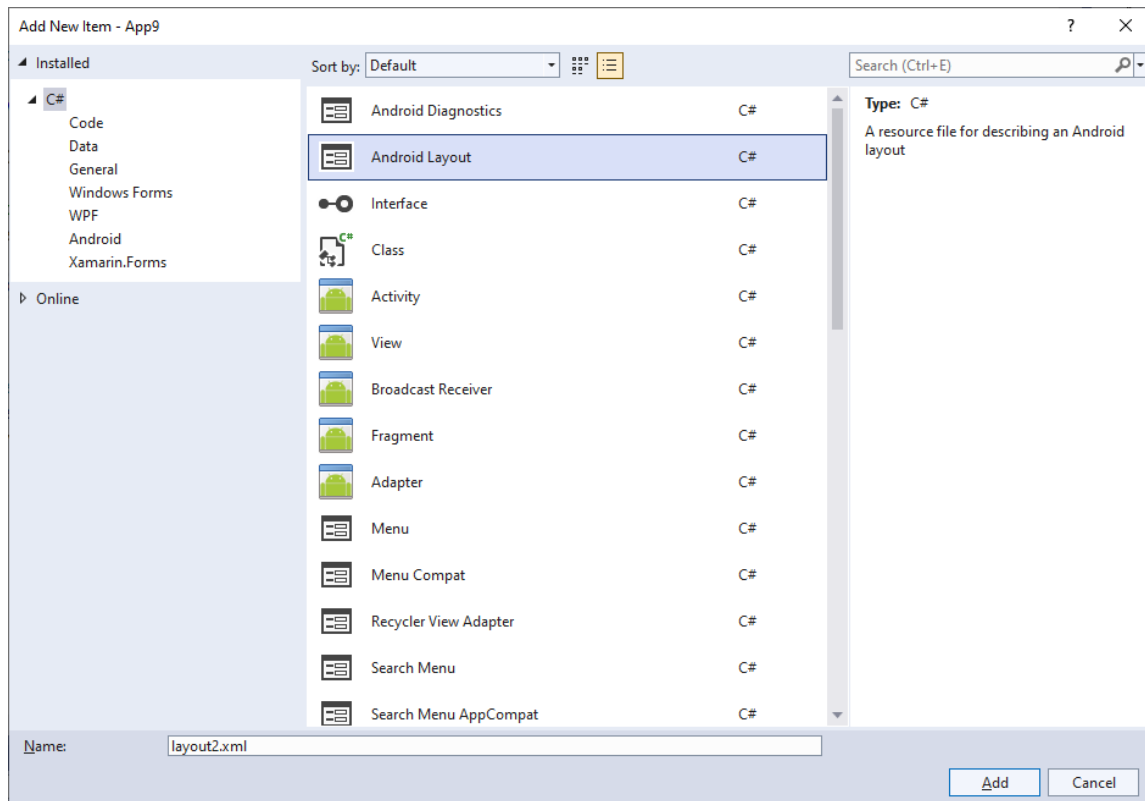 Add New Item - App9
?
Installed
Sort by: Default
Search (Ctrl+E)
C#
Code
Data
General
Windows Forms
WPF
Android
Xamarin.Forms
Online
Android Diagnostics C#
Android Layout C#
Interface C#
C# Class C#
Activity C#
View C#
Broadcast Receiver C#
Fragment C#
Adapter C#
Menu C#
Menu Compat C#
Recycler View Adapter C#
Search Menu C#
Search Menu AppCompat C#
Type: C#
A resource file for describing an Android
layout
Name: layout2.xml
Add Cancel